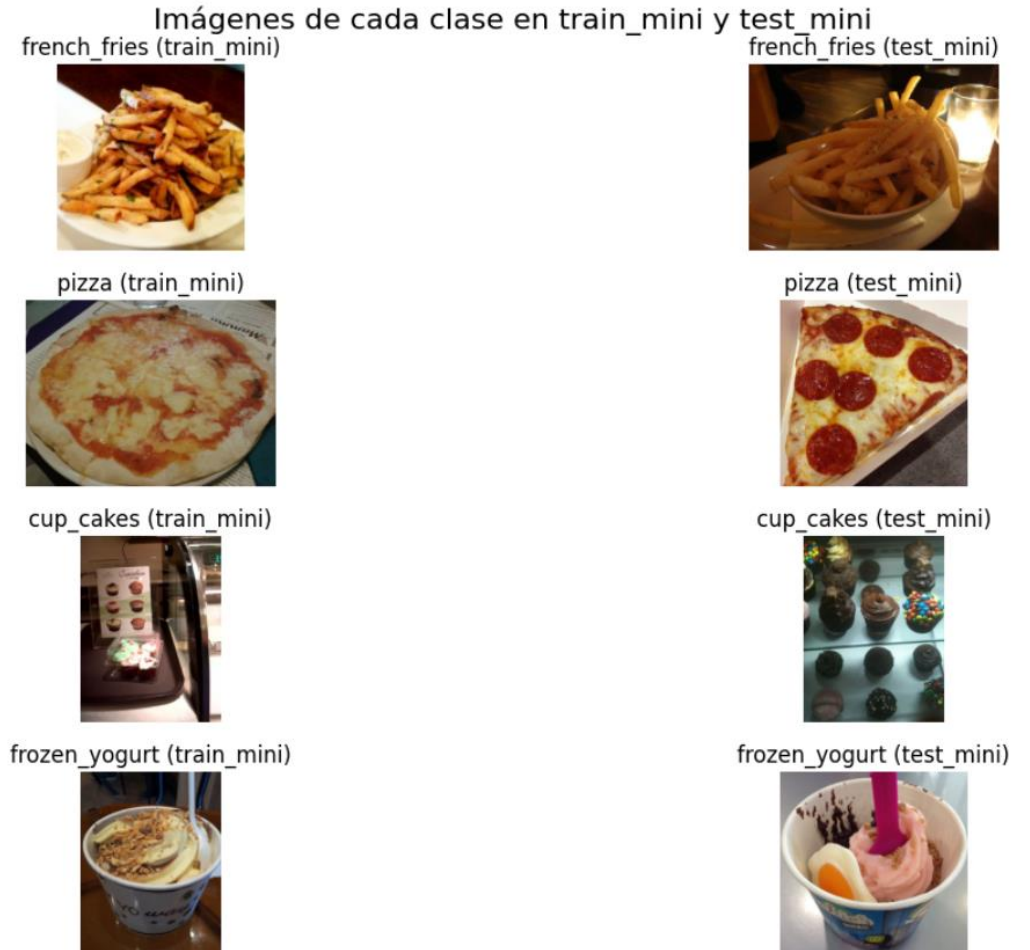 Imágenes de cada clase en train_mini y test_mini
french_fries (train_mini)
french_fries (test_mini)
pizza (train_mini)
pizza (test_mini)
cup_cakes (train_mini)
cup_cakes (test_mini)
frozen_yogurt (train_mini)
frozen_yogurt (test_mini)